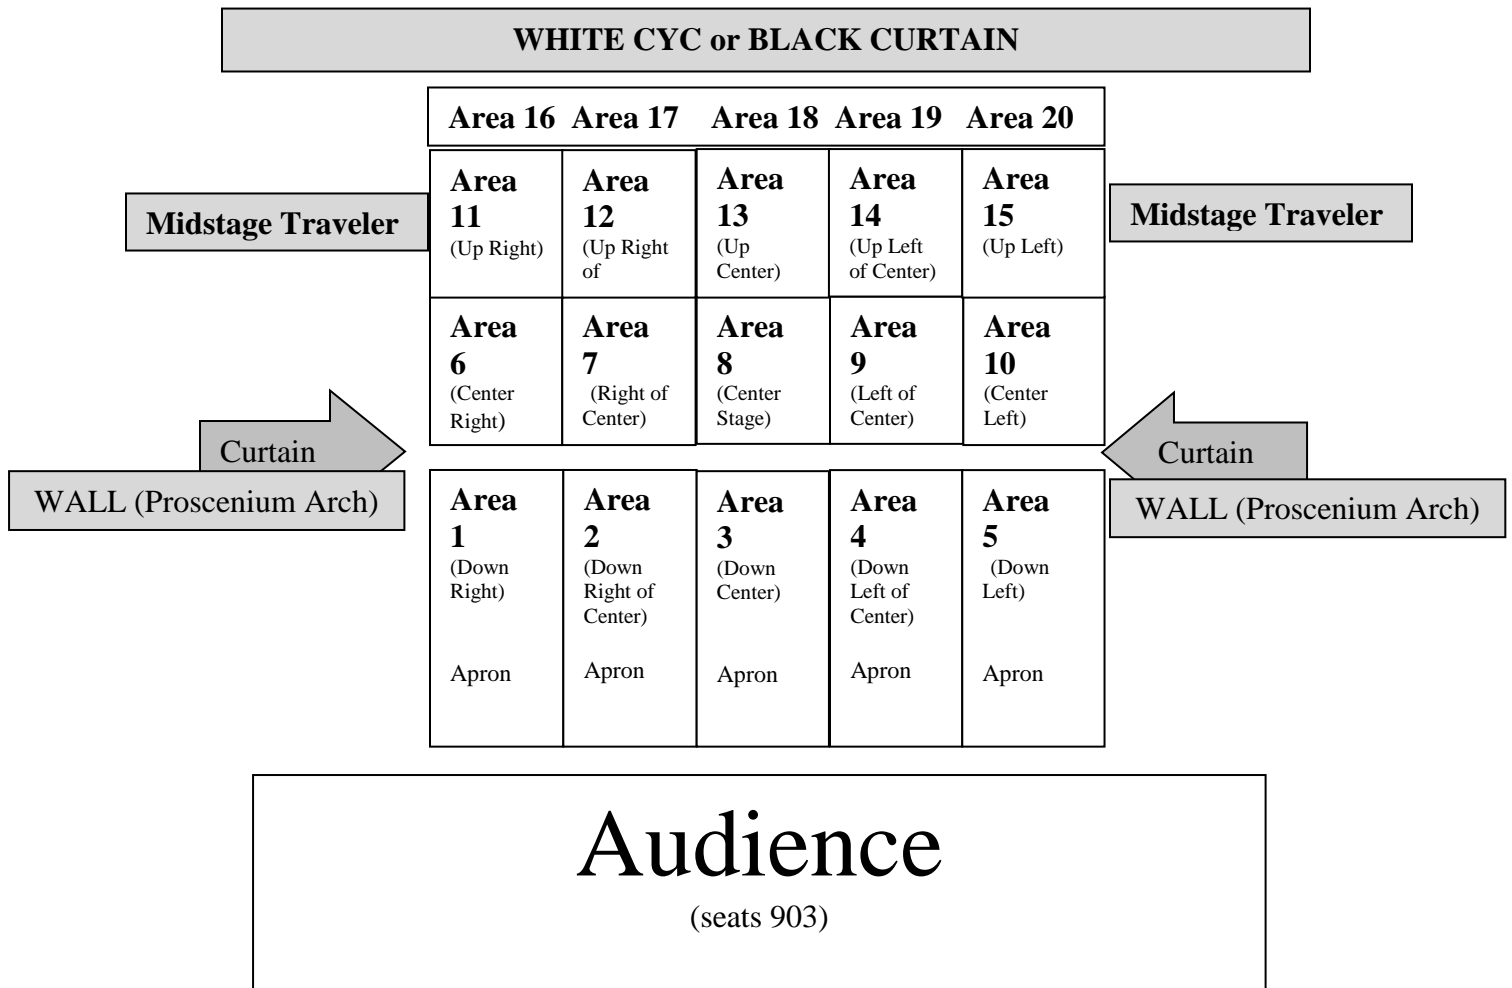 WHITE CYC or BLACK CURTAIN
Area 16 Area 17 Area 18 Area 19 Area 20
Midstage Traveler
Area
11
(Up Right)
Area
12
(Up Right
of
Area
13
(Up
Center)
Area
14
(Up Left
of Center)
Area
15
(Up Left)
Midstage Traveler
Area
6
(Center
Right)
Area
7
(Right of
Center)
Area
8
(Center
Stage)
Area
9
(Left of
Center)
Area
10
(Center
Left)
Curtain
Curtain
WALL (Proscenium Arch)
Area
1
(Down
Right)
Apron
Area
2
(Down
Right of
Center)
Apron
Area
3
(Down
Center)
Apron
Area
4
(Down
Left of
Center)
Apron
Area
5
(Down
Left)
Apron
WALL (Proscenium Arch)
Audience
(seats 903)